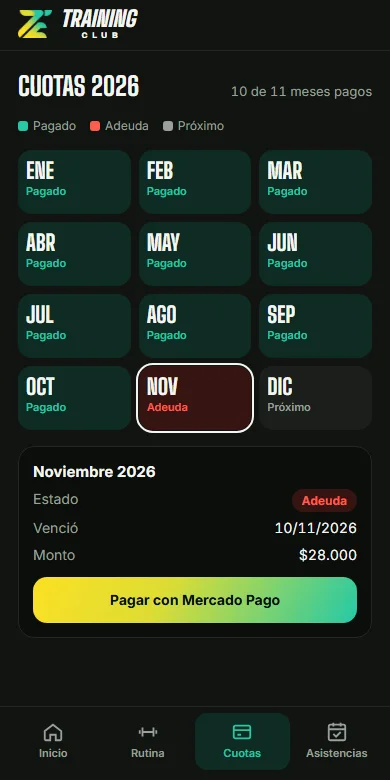 TRAINING
CLUB
CUOTAS 2026
10 de 11 meses pagos
Pagado Adeuda Próximo
ENE FEB MAR
Pagado Pagado Pagado
ABR MAY JUN
Pagado Pagado Pagado
JUL AGO SEP
Pagado Pagado Pagado
OCT NOV DIC
Pagado Adeuda Próximo
Noviembre 2026
Estado Adeuda
Venció 10/11/2026
Monto $28.000
Pagar con Mercado Pago
Inicio Rutina Cuotas Asistencias